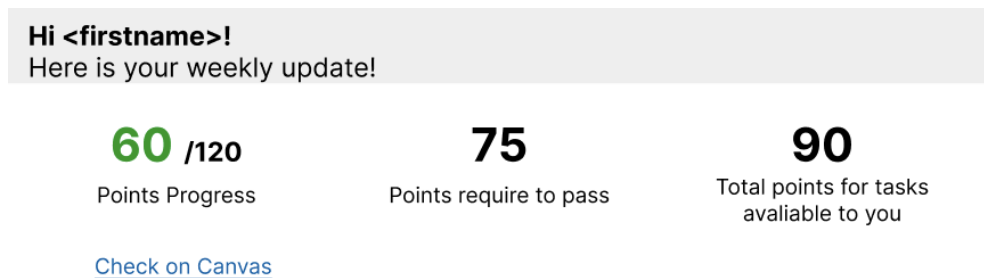 Hi <firstname>!
Here is your weekly update!
60 /120
Points Progress
Check on Canvas
75
Points require to pass
90
Total points for tasks
avaliable to you